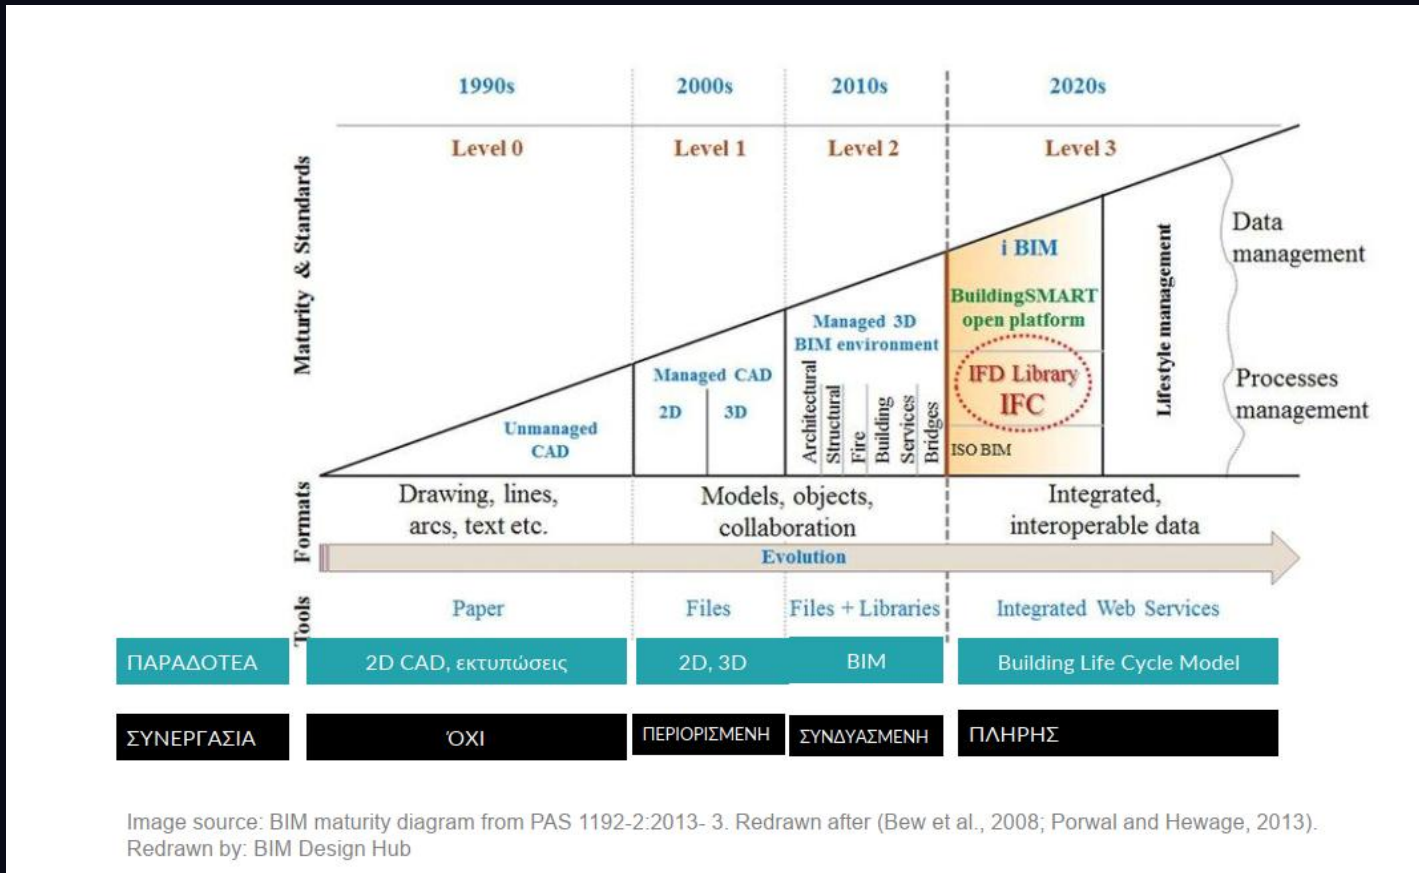 1990s
2000s
2010s
2020s
Level 0
Level 1
Level 2
Level 3
Maturity & Standards
Unmanaged
CAD
Managed CAD
2D
3D
Managed 3D
BIM environment
Architectural
Structural
Fire
Building
Services
Bridges
i BIM
BuildingSMART
open platform
IFD Library
IFC
ISO BIM
Lifestyle management
Data
management
Processes
management
Formats
Drawing, lines,
arcs, text etc.
Models, objects,
collaboration
Integrated,
interoperable data
Evolution
Tools
Paper
Files
Files + Libraries
Integrated Web Services
ΠΑΡΑΔΟΤΕΑ
2D CAD, εκτυπώσεις
2D, 3D
BIM
Building Life Cycle Model
ΣΥΝΕΡΓΑΣΙΑ
ΌΧΙ
ΠΕΡΙΟΡΙΣΜΕΝΗ
ΣΥΝΔΥΑΣΜΕΝΗ
ΠΛΗΡΗΣ
Image source: BIM maturity diagram from PAS 1192-2:2013- 3. Redrawn after (Bew et al., 2008; Porwal and Hewage, 2013).
Redrawn by: BIM Design Hub